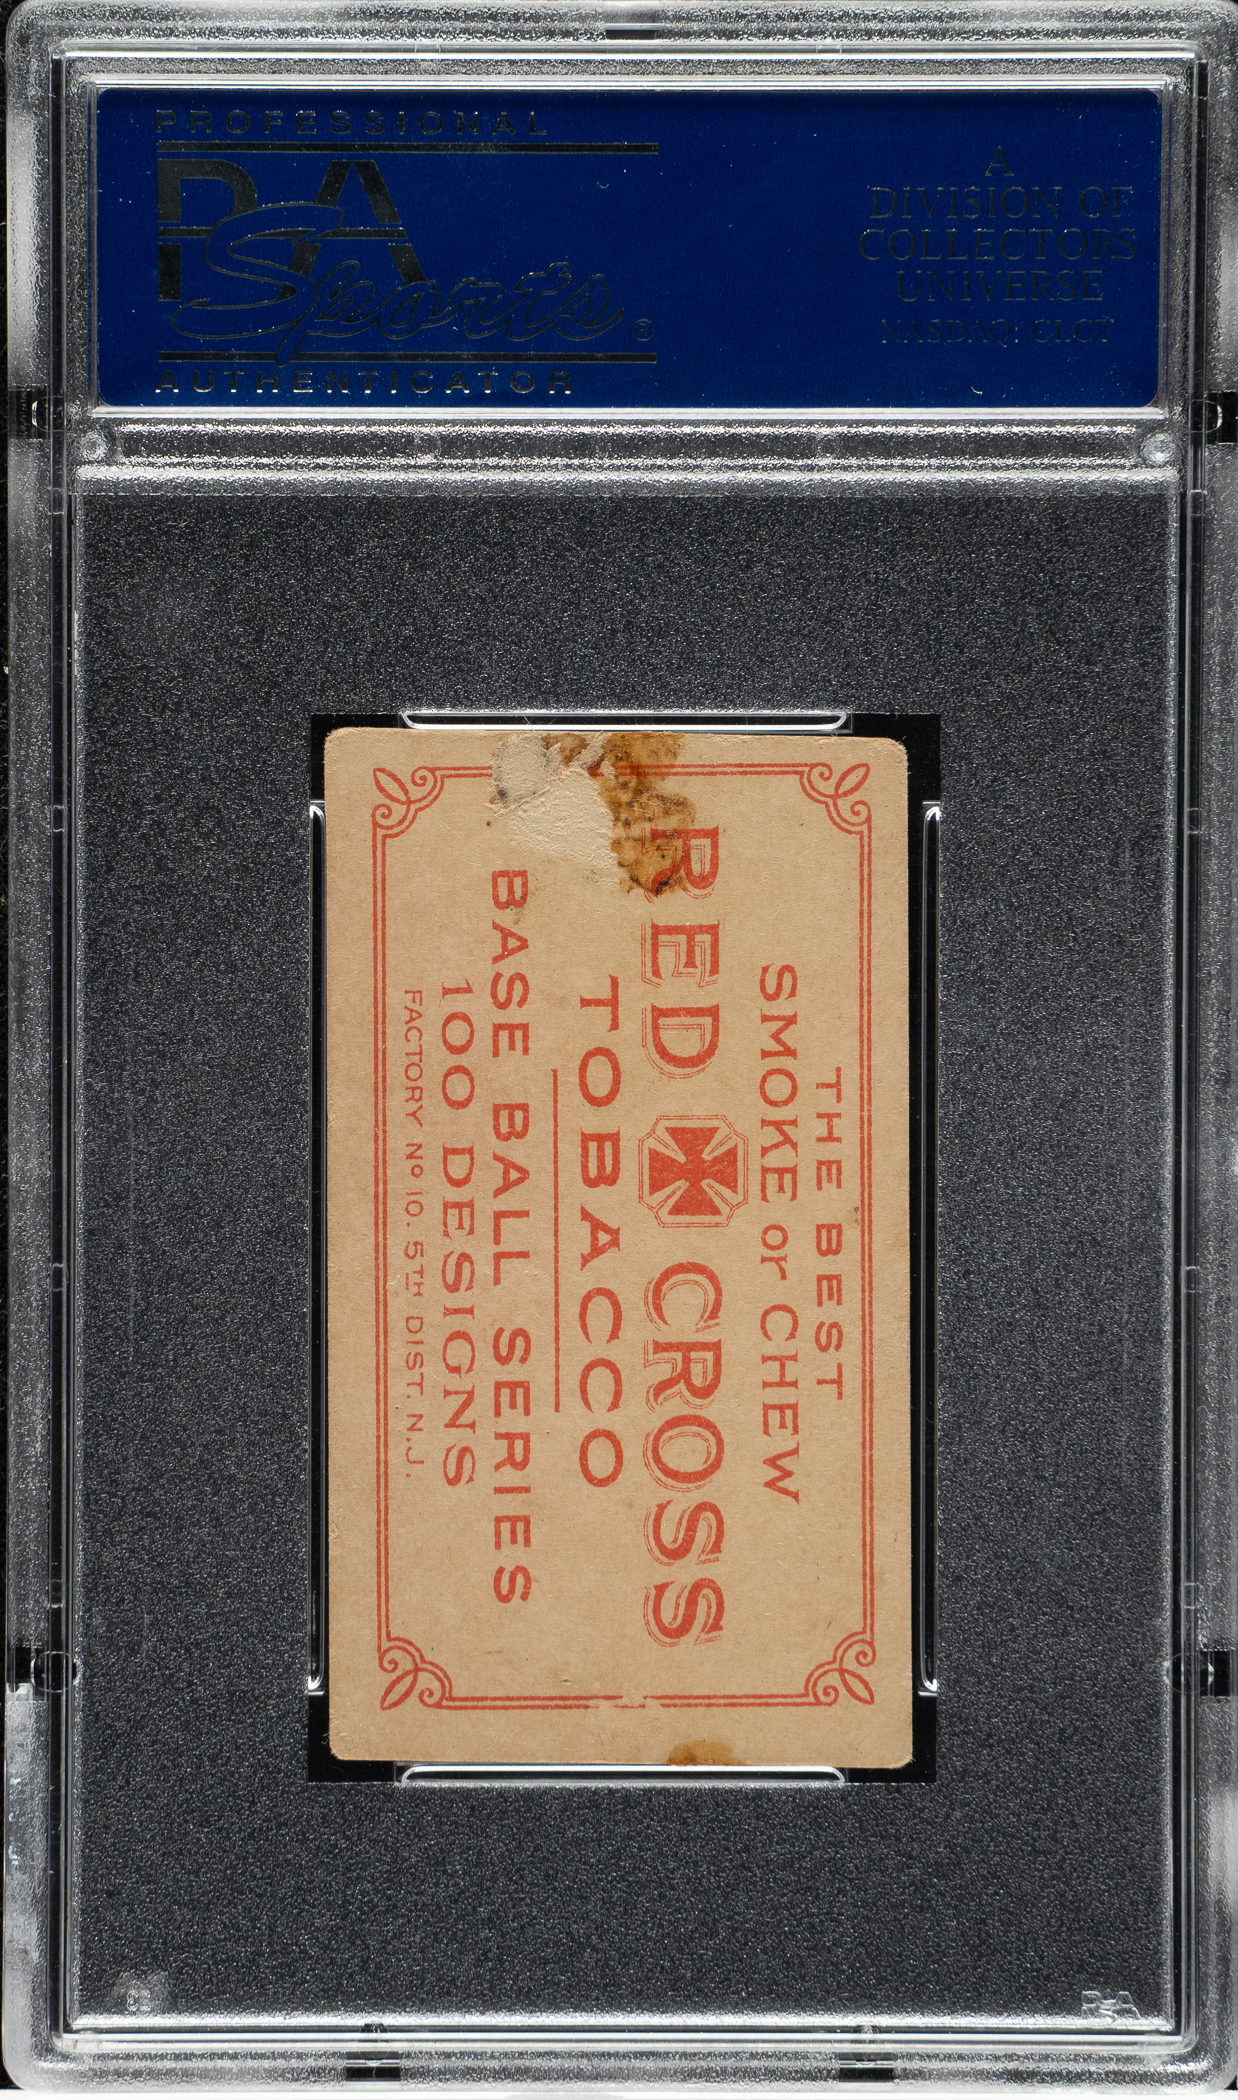 PROFESSIONAL
PSA
Sports ®
AUTHENTICATOR
A
DIVISION OF
COLLECTORS
UNIVERSE
NASDAQ: CLCT
THE BEST
SMOKE or CHEW
RED CROSS
TOBACCO
BASE BALL SERIES
100 DESIGNS
FACTORY No 10. 5TH DIST. N.J.
PSA